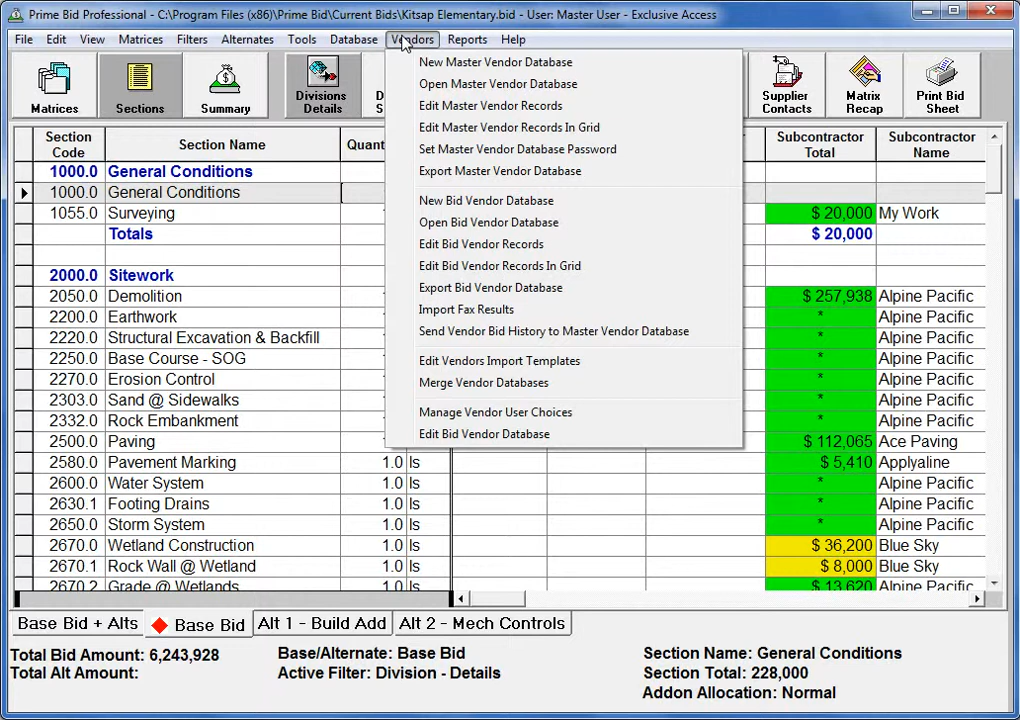 Prime Bid Professional - C:\Program Files (x86)\Prime Bid\Current Bids\Kitsap Elementary.bid - User: Master User - Exclusive Access
File Edit View Matrices Filters Alternates Tools Database Vendors Reports Help
Matrices
Sections
Summary
Divisions
Details
D
S
Supplier
Contacts
Matrix
Recap
Print Bid
Sheet
New Master Vendor Database
Open Master Vendor Database
Edit Master Vendor Records
Edit Master Vendor Records In Grid
Set Master Vendor Database Password
Export Master Vendor Database
New Bid Vendor Database
Open Bid Vendor Database
Edit Bid Vendor Records
Edit Bid Vendor Records In Grid
Export Bid Vendor Database
Import Fax Results
Send Vendor Bid History to Master Vendor Database
Edit Vendors Import Templates
Merge Vendor Databases
Manage Vendor User Choices
Edit Bid Vendor Database
Section Code Section Name Quant Subcontractor Total Subcontractor Name
1000.0 General Conditions
1000.0 General Conditions
1055.0 Surveying $ 20,000 My Work
Totals $ 20,000
2000.0 Sitework
2050.0 Demolition $ 257,938 Alpine Pacific
2200.0 Earthwork * Alpine Pacific
2220.0 Structural Excavation & Backfill * Alpine Pacific
2250.0 Base Course - SOG * Alpine Pacific
2270.0 Erosion Control * Alpine Pacific
2303.0 Sand @ Sidewalks * Alpine Pacific
2332.0 Rock Embankment * Alpine Pacific
2500.0 Paving $ 112,065 Ace Paving
2580.0 Pavement Marking 1.0 ls $ 5,410 Applyaline
2600.0 Water System 1.0 ls * Alpine Pacific
2630.1 Footing Drains 1.0 ls * Alpine Pacific
2650.0 Storm System 1.0 ls * Alpine Pacific
2670.0 Wetland Construction 1.0 ls $ 36,200 Blue Sky
2670.1 Rock Wall @ Wetland 1.0 ls $ 8,000 Blue Sky
2670.2 Grade @ Wetlands 1.0 ls $ 13,620 Alpine Pacific
Base Bid + Alts Base Bid Alt 1 - Build Add Alt 2 - Mech Controls
Total Bid Amount: 6,243,928
Total Alt Amount:
Base/Alternate: Base Bid
Active Filter: Division - Details
Section Name: General Conditions
Section Total: 228,000
Addon Allocation: Normal